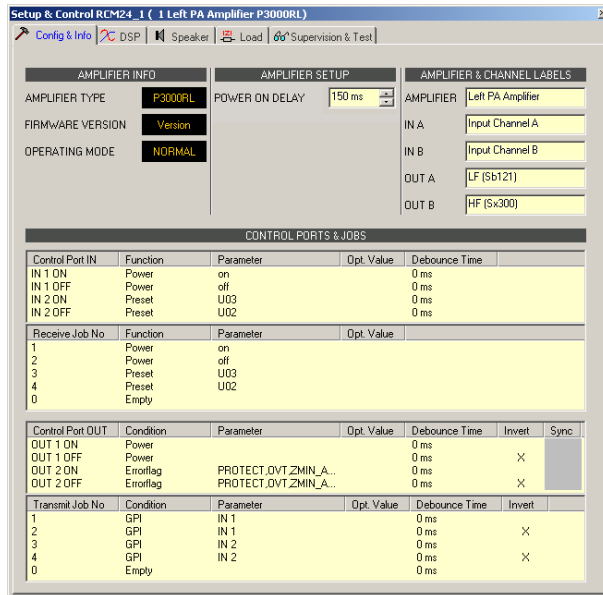 Setup & Control RCM24_1 ( 1 Left PA Amplifier P3000RL)
Config & Info DSP Speaker Load Supervision & Test
AMPLIFIER INFO AMPLIFIER SETUP AMPLIFIER & CHANNEL LABELS
AMPLIFIER TYPE P3000RL POWER ON DELAY 150 ms AMPLIFIER Left PA Amplifier
FIRMWARE VERSION Version IN A Input Channel A
OPERATING MODE NORMAL IN B Input Channel B
OUT A LF (Sb121)
OUT B HF (Sx300)
CONTROL PORTS & JOBS
Control Port IN Function Parameter Opt. Value Debounce Time
IN 1 ON Power on 0 ms
IN 1 OFF Power off 0 ms
IN 2 ON Preset U03 0 ms
IN 2 OFF Preset U02 0 ms
Receive Job No Function Parameter Opt. Value
1 Power on
2 Power off
3 Preset U03
4 Preset U02
0 Empty
Control Port OUT Condition Parameter Opt. Value Debounce Time Invert Sync
OUT 1 ON Power 0 ms
OUT 1 OFF Power 0 ms X
OUT 2 ON Errorflag PROTECT,OVT,ZMIN_A... 0 ms
OUT 2 OFF Errorflag PROTECT,OVT,ZMIN_A... 0 ms X
Transmit Job No Condition Parameter Opt. Value Debounce Time Invert
1 GPI IN 1 0 ms
2 GPI IN 1 0 ms X
3 GPI IN 2 0 ms
4 GPI IN 2 0 ms X
0 Empty 0 ms